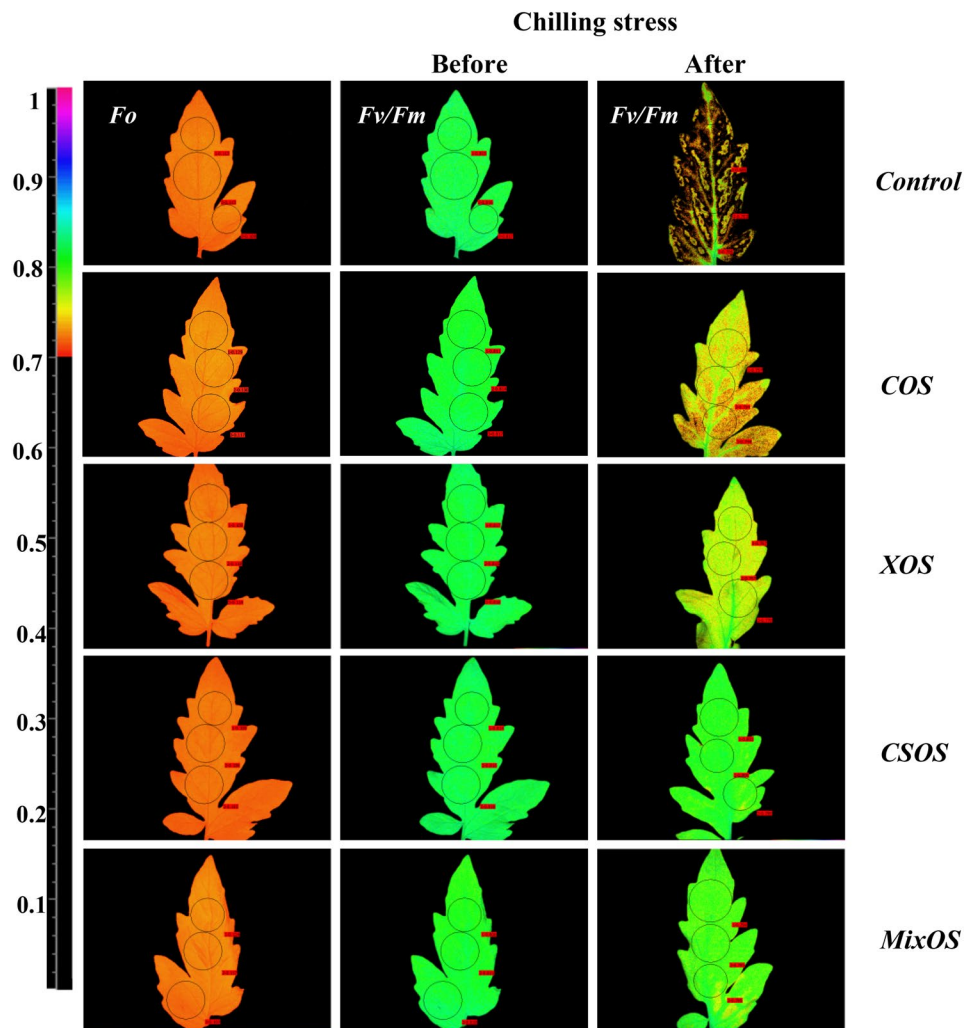 Chilling stress
Before
After
Fo
Fv/Fm
Fv/Fm
Control
COS
XOS
CSOS
MixOS
1
0.9
0.8
0.7
0.6
0.5
0.4
0.3
0.2
0.1